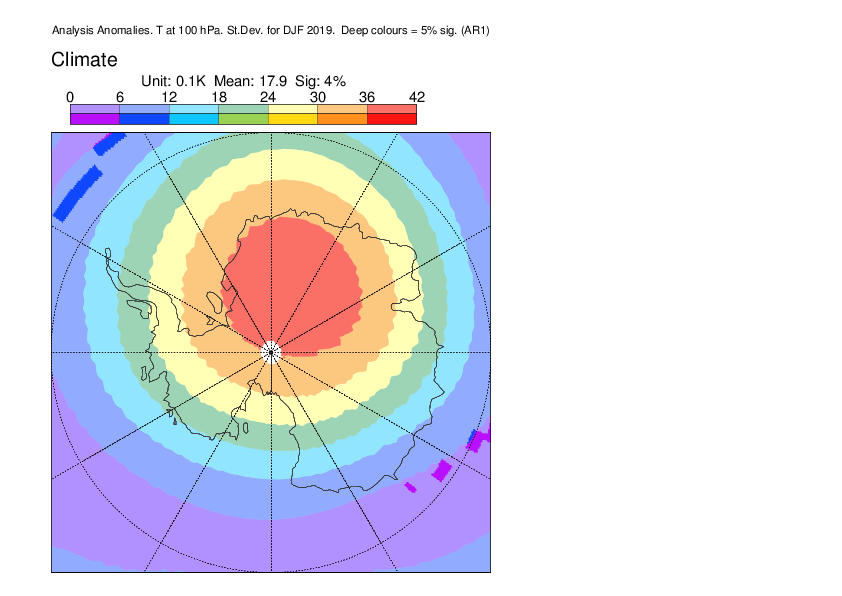 Analysis Anomalies. T at 100 hPa. St.Dev. for DJF 2019.  Deep colours = 5% sig. (AR1)
Climate
Unit: 0.1K  Mean: 17.9  Sig: 4%
0 6 12 18 24 30 36 42